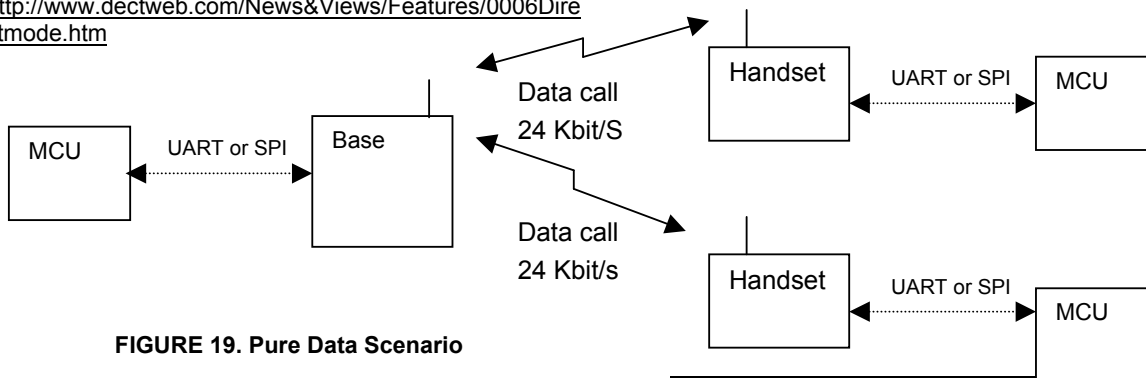 ttp://www.dectweb.com/News&Views/Features/0006Dire
tmode.htm
Handset
UART or SPI
MCU
Data call
24 Kbit/S
MCU
UART or SPI
Base
Data call
24 Kbit/s
Handset
UART or SPI
MCU
FIGURE 19. Pure Data Scenario